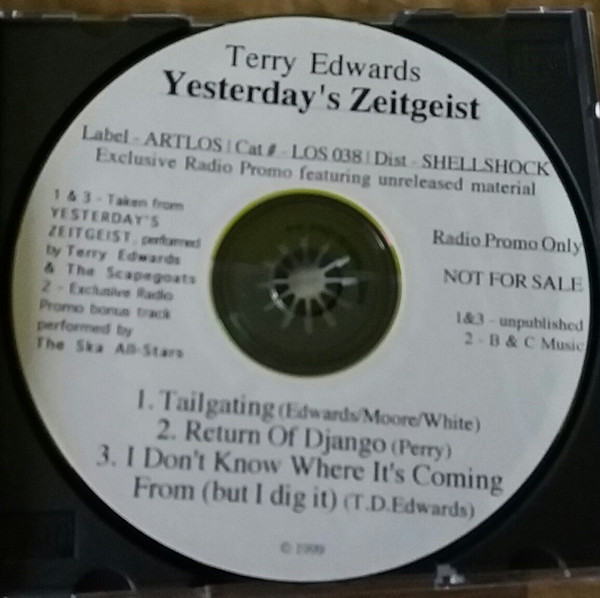 Terry Edwards
Yesterday's Zeitgeist
Label - ARTLOS | Cat # - LOS 038 | Dist - SHELLSHOCK
Exclusive Radio Promo featuring unreleased material
1 & 3 - Taken from
YESTERDAY'S
ZEITGEIST, performed
by Terry Edwards
& The Scapegoats
2 - Exclusive Radio
Promo bonus track
performed by
The Ska All-Stars
Radio Promo Only
NOT FOR SALE
1&3 - unpublished
2 - B & C Music
1. Tailgating (Edwards/Moore/White)
2. Return Of Django (Perry)
3. I Don't Know Where It's Coming
From (but I dig it) (T.D.Edwards)
© 1999